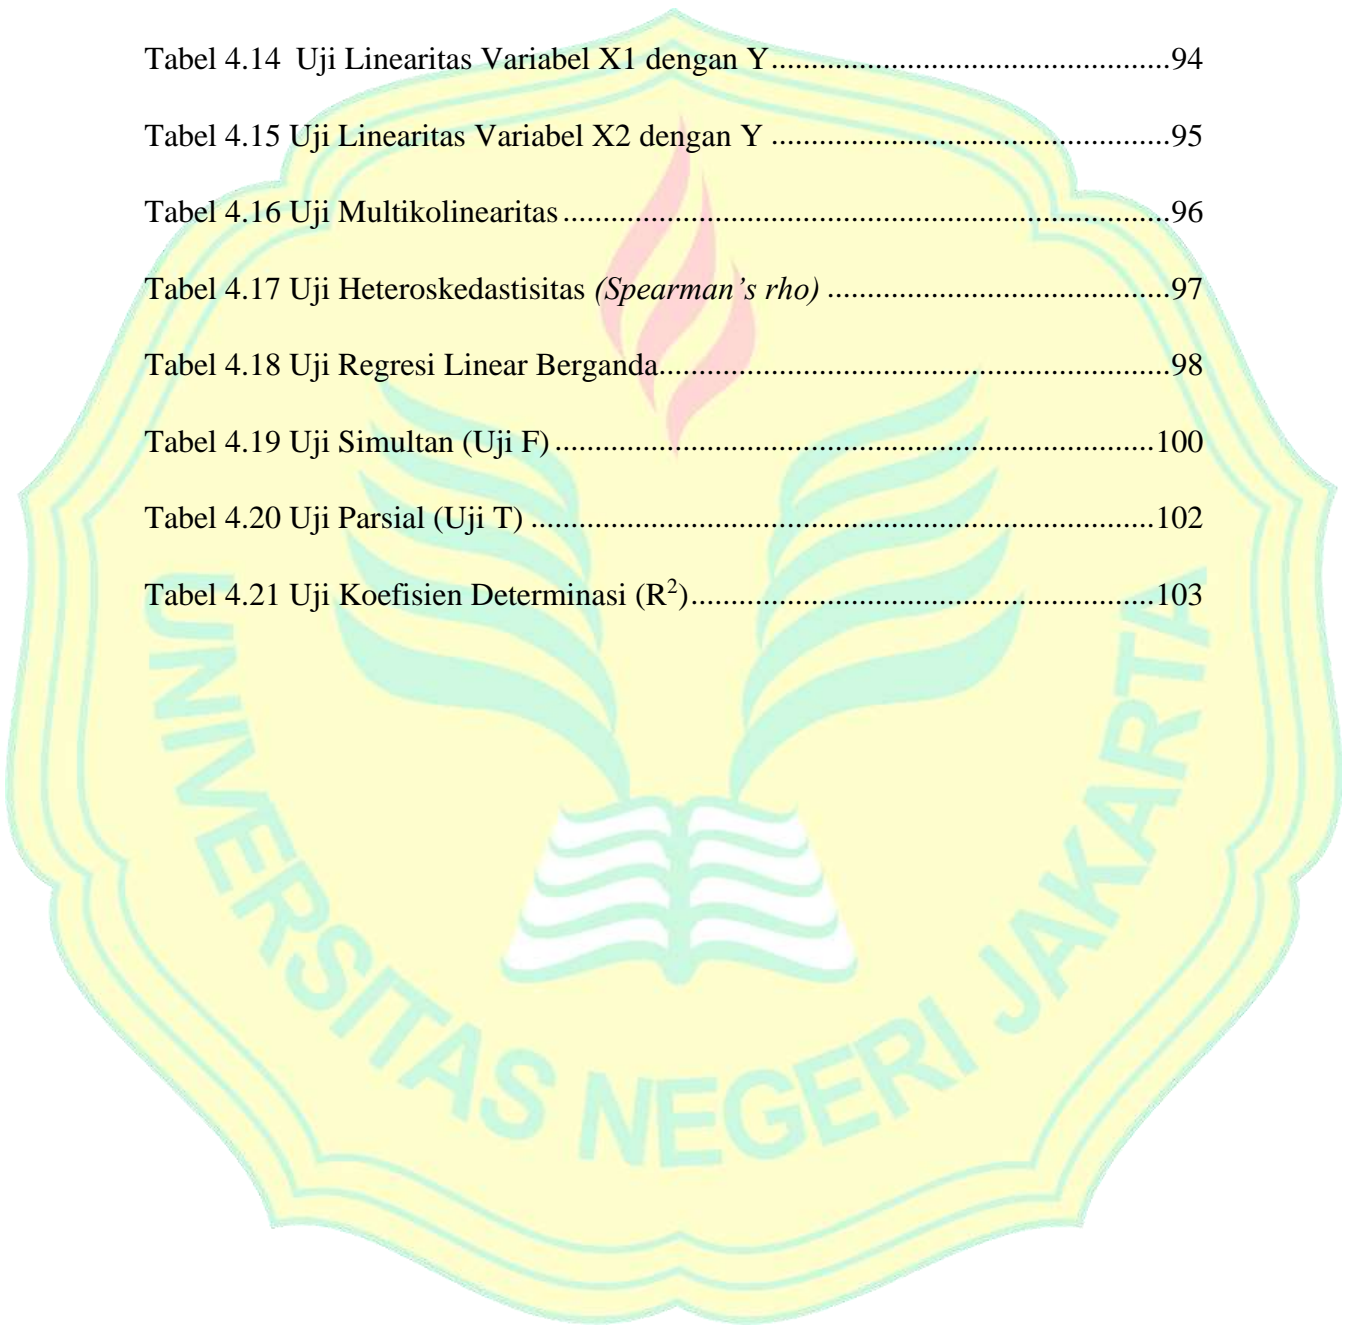 Tabel 4.14  Uji Linearitas Variabel X1 dengan Y..................................................94
Tabel 4.15 Uji Linearitas Variabel X2 dengan Y ..................................................95
Tabel 4.16 Uji Multikolinearitas............................................................................96
Tabel 4.17 Uji Heteroskedastisitas (Spearman’s rho) ...........................................97
Tabel 4.18 Uji Regresi Linear Berganda................................................................98
Tabel 4.19 Uji Simultan (Uji F)...........................................................................100
Tabel 4.20 Uji Parsial (Uji T) ..............................................................................102
Tabel 4.21 Uji Koefisien Determinasi (R²)..........................................................103
UNIVERSITAS NEGERI JAKARTA